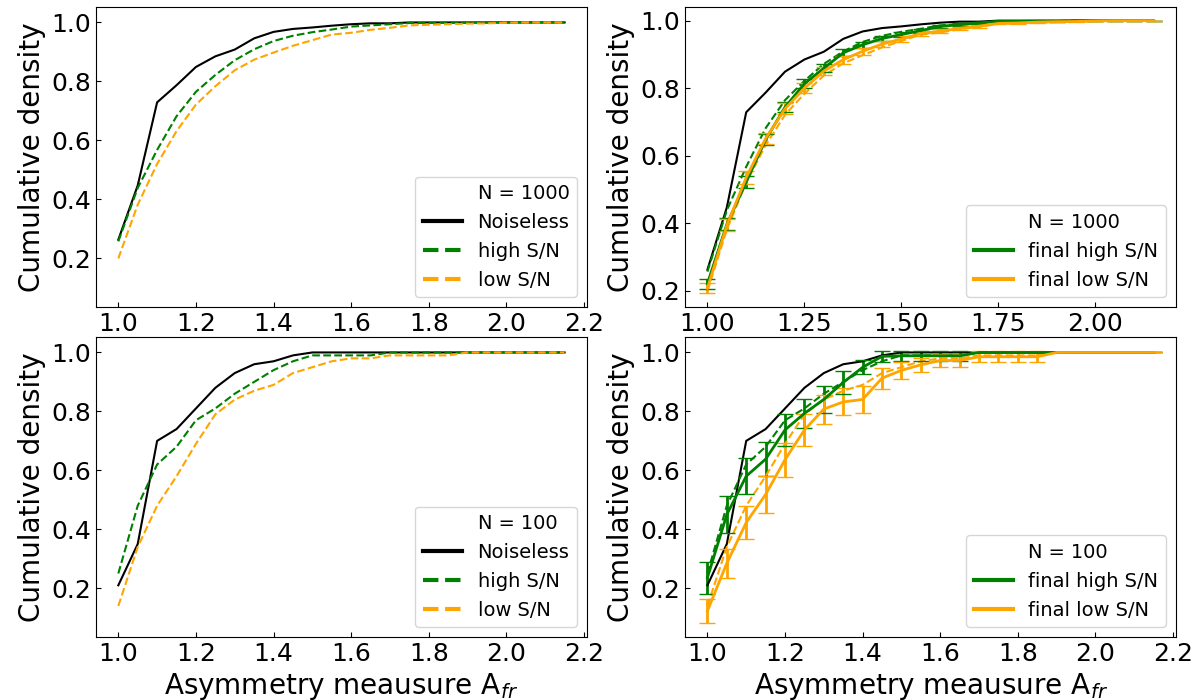 Cumulative density
1.0
0.8
0.6
0.4
0.2
N = 1000
Noiseless
high S/N
low S/N
1.0 1.2 1.4 1.6 1.8 2.0 2.2
Cumulative density
1.0
0.8
0.6
0.4
0.2
N = 1000
final high S/N
final low S/N
1.00 1.25 1.50 1.75 2.00
Cumulative density
1.0
0.8
0.6
0.4
0.2
N = 100
Noiseless
high S/N
low S/N
1.0 1.2 1.4 1.6 1.8 2.0 2.2
Asymmetry meausure A_{fr}
Cumulative density
1.0
0.8
0.6
0.4
0.2
N = 100
final high S/N
final low S/N
1.0 1.2 1.4 1.6 1.8 2.0 2.2
Asymmetry meausure A_{fr}